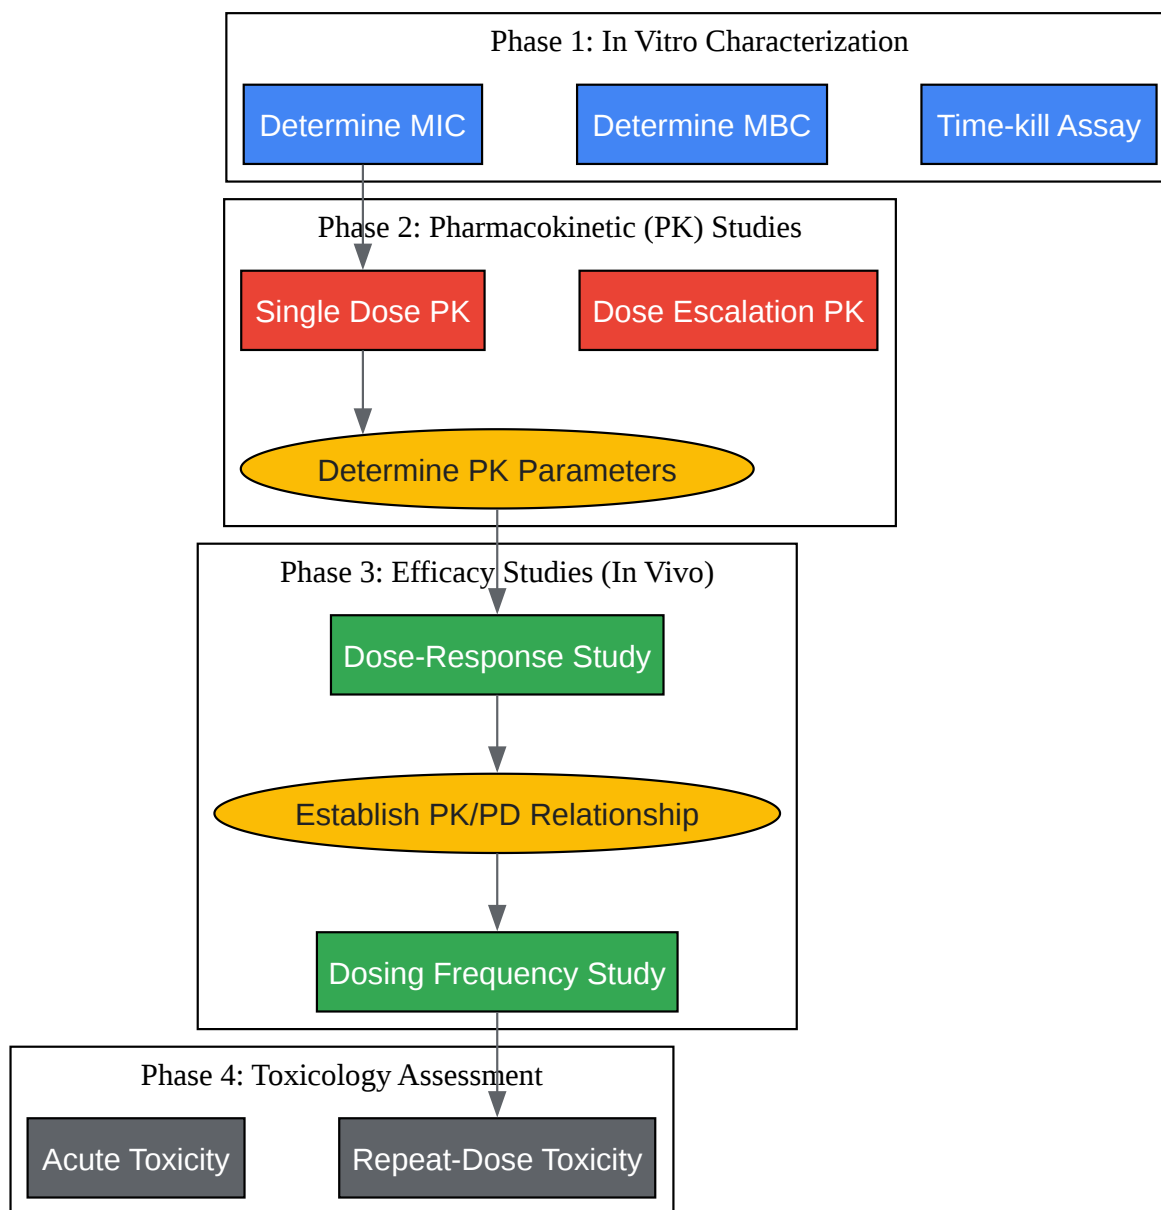 Phase 1: In Vitro Characterization
Determine MIC
Determine MBC
Time-kill Assay
Phase 2: Pharmacokinetic (PK) Studies
Single Dose PK
Dose Escalation PK
Determine PK Parameters
Phase 3: Efficacy Studies (In Vivo)
Dose-Response Study
Establish PK/PD Relationship
Dosing Frequency Study
Phase 4: Toxicology Assessment
Acute Toxicity
Repeat-Dose Toxicity